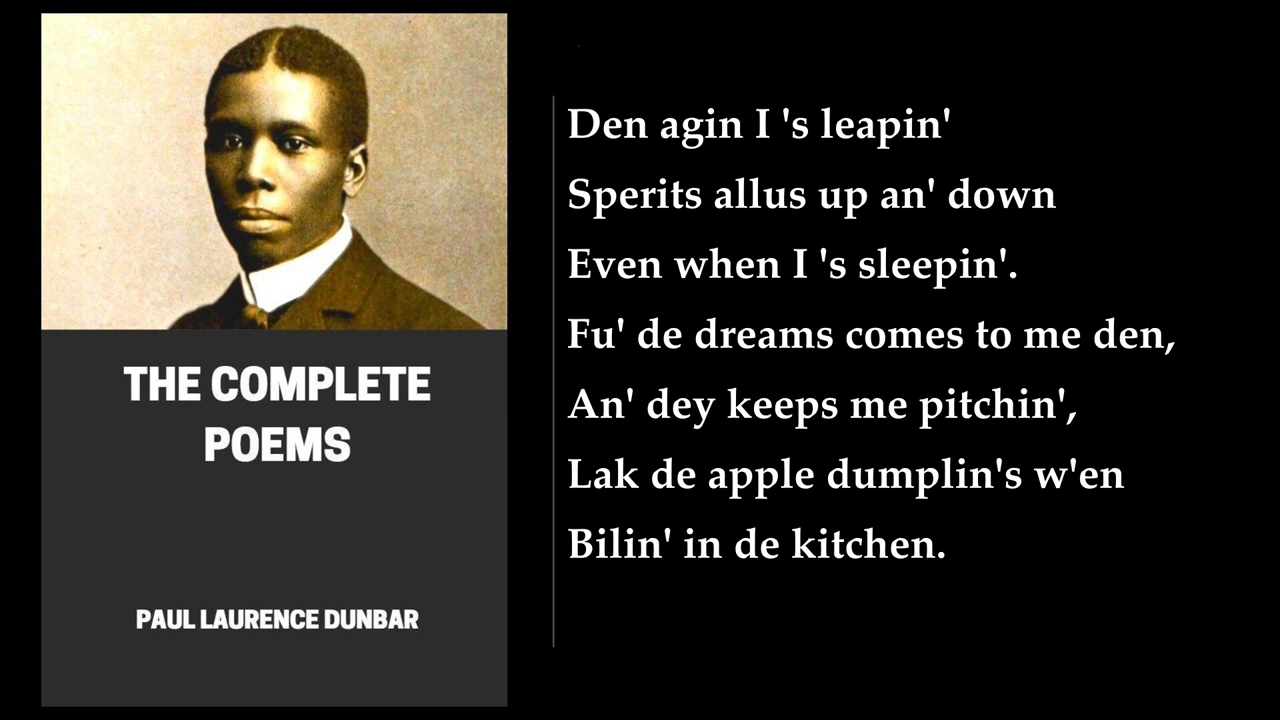 THE COMPLETE
POEMS
PAUL LAURENCE DUNBAR
Den agin I 's leapin'
Sperits allus up an' down
Even when I 's sleepin'.
Fu' de dreams comes to me den,
An' dey keeps me pitchin',
Lak de apple dumplin's w'en
Bilin' in de kitchen.